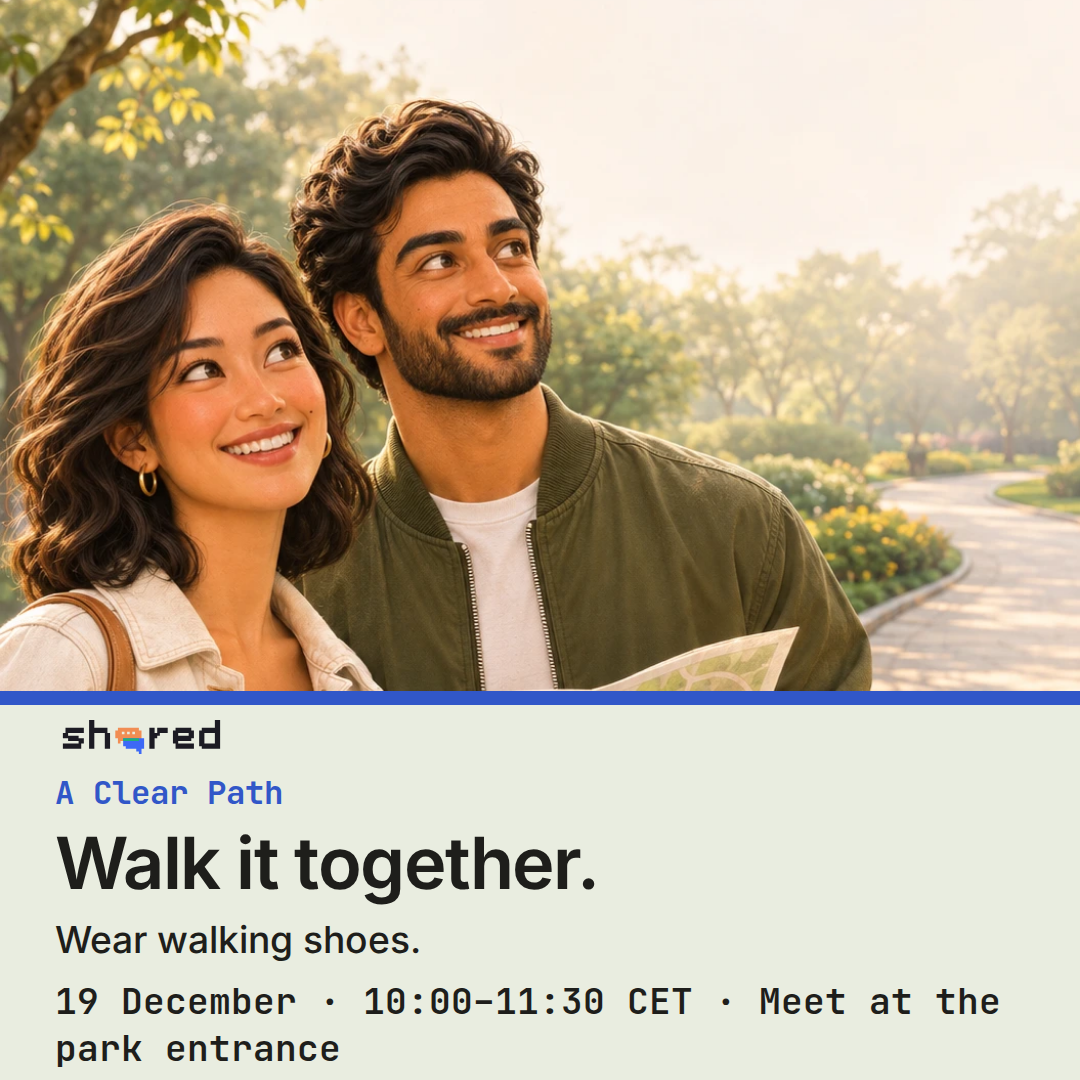 shared
A Clear Path
Walk it together.
Wear walking shoes.
19 December · 10:00–11:30 CET · Meet at the
park entrance